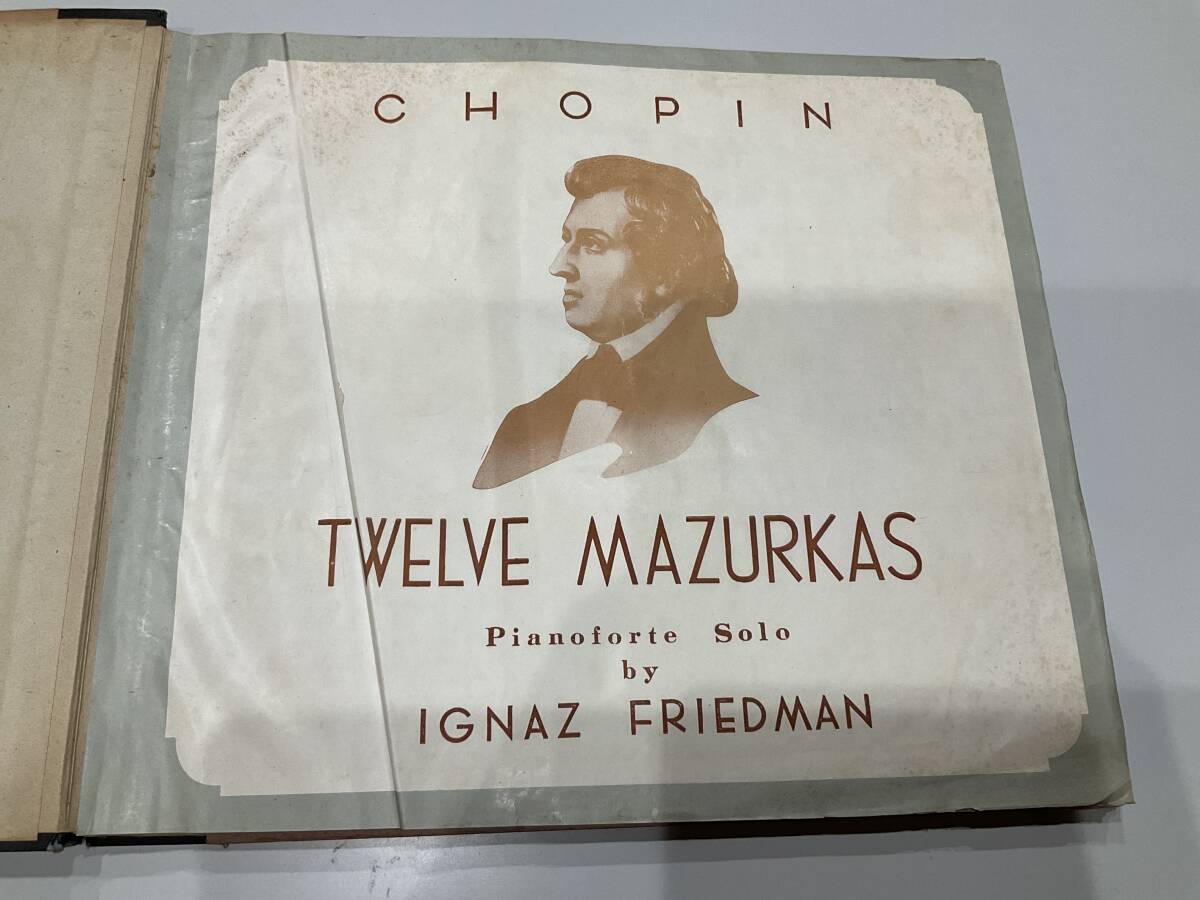 CHOPIN
TWELVE MAZURKAS
Pianoforte Solo
by
IGNAZ FRIEDMAN